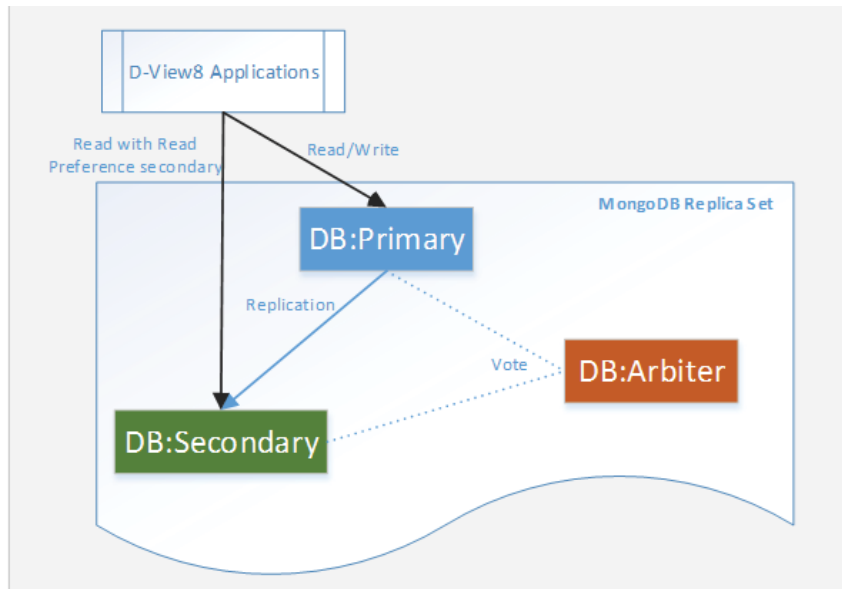 D-View8 Applications
Read with Read
Preference secondary
Read/Write
MongoDB Replica Set
DB:Primary
Replication
Vote
DB:Arbiter
DB:Secondary